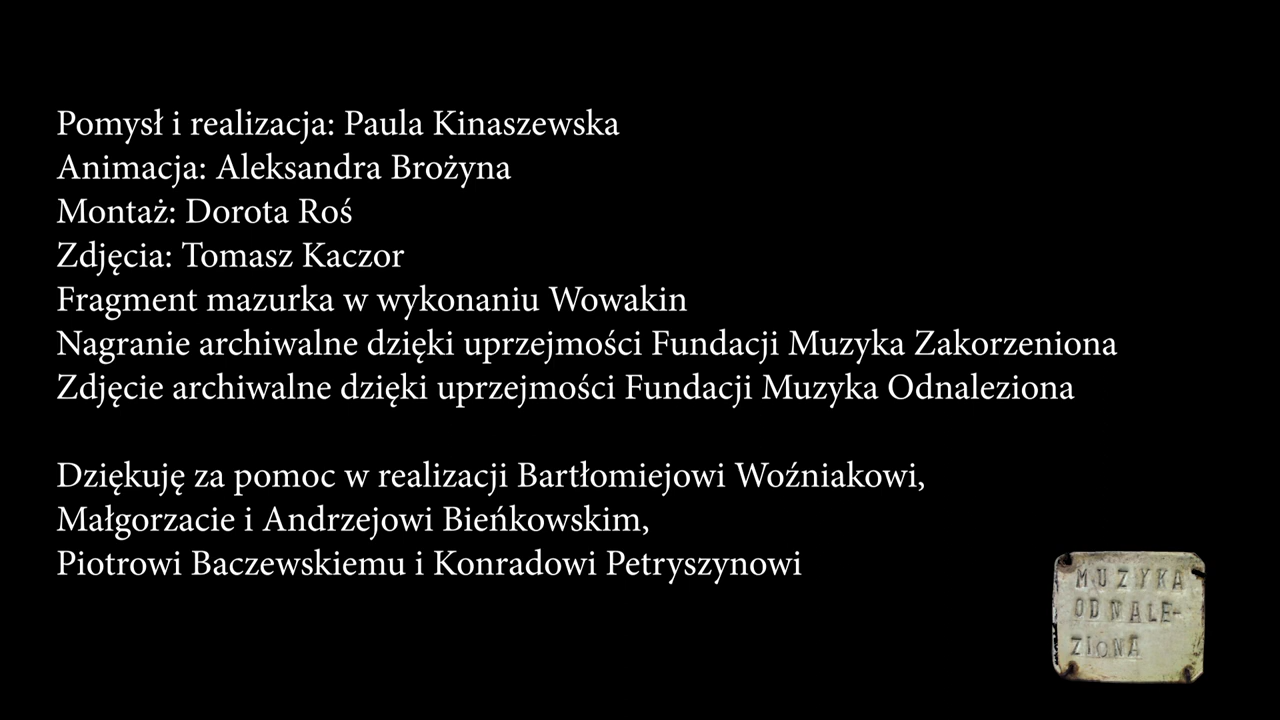 Pomysł i realizacja: Paula Kinaszewska
Animacja: Aleksandra Brożyna
Montaż: Dorota Roś
Zdjęcia: Tomasz Kaczor
Fragment mazurka w wykonaniu Wowakin
Nagranie archiwalne dzięki uprzejmości Fundacji Muzyka Zakorzeniona
Zdjęcie archiwalne dzięki uprzejmości Fundacji Muzyka Odnaleziona
Dziękuję za pomoc w realizacji Bartłomiejowi Woźniakowi,
Małgorzacie i Andrzejowi Bieńkowskim,
Piotrowi Baczewskiemu i Konradowi Petryszynowi
MUZYKA
ODNALE-
ZIONA